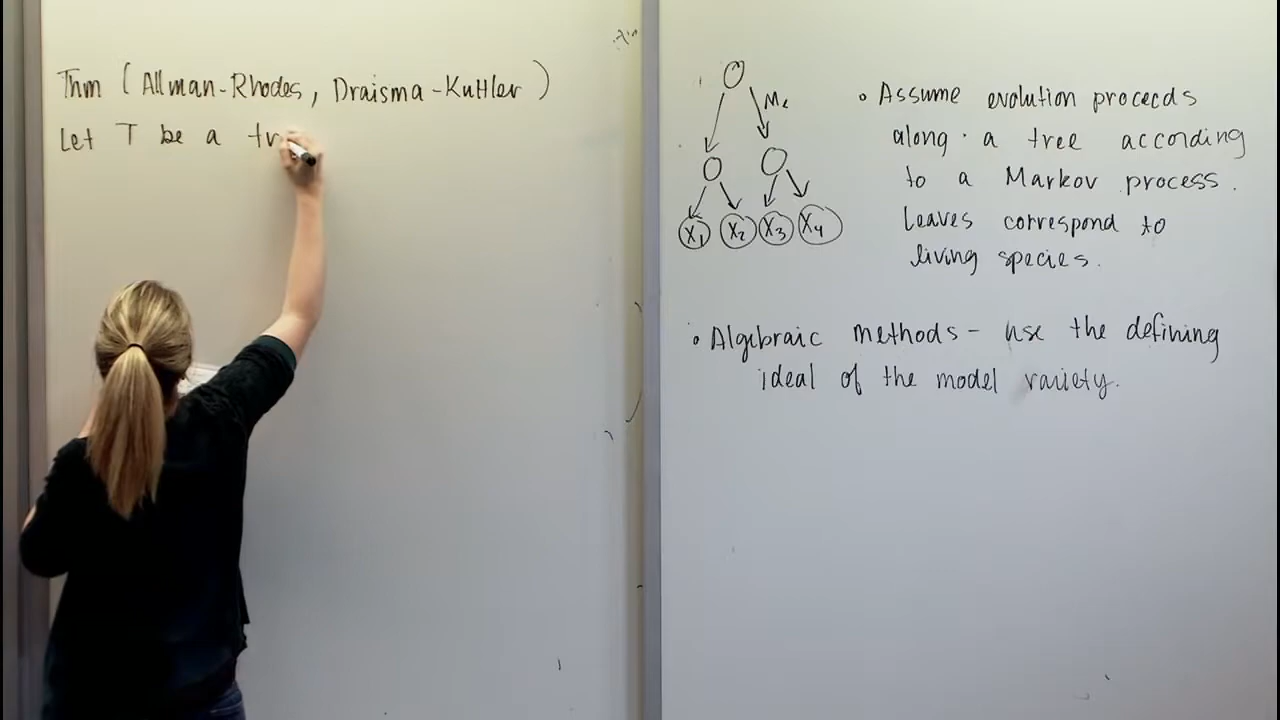 Thm (Allman-Rhodes, Draisma-Kuttler)
Let T be a tr
Me
X1 X2 X3 X4
• Assume evolution proceeds
along a tree according
to a Markov process.
Leaves correspond to
living species.
• Algebraic methods - use the defining
ideal of the model variety.